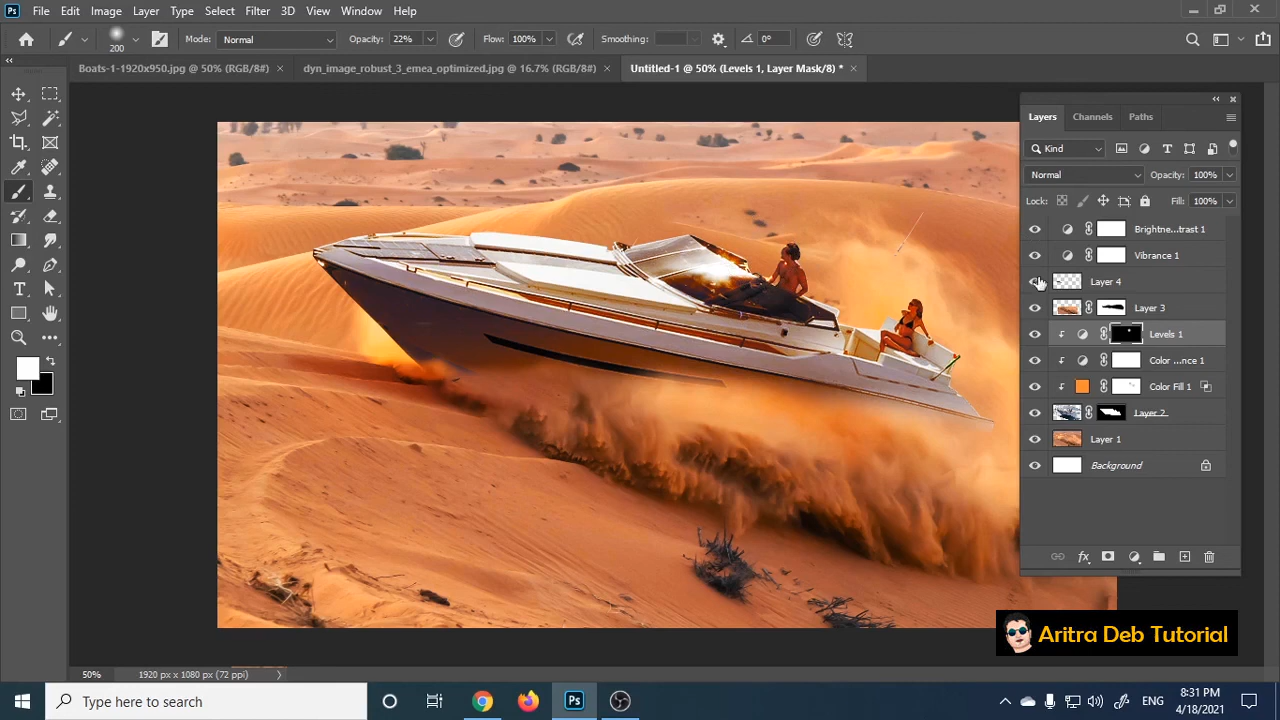 Ps File Edit Image Layer Type Select Filter 3D View Window Help
200 Mode: Normal Opacity: 22% Flow: 100% Smoothing: 0°
Boats-1-1920x950.jpg @ 50% (RGB/8#) × dyn_image_robust_3_emea_optimized.jpg @ 16.7% (RGB/8#) × Untitled-1 @ 50% (Levels 1, Layer Mask/8) * ×
Layers Channels Paths
Kind
Normal Opacity: 100%
Lock: Fill: 100%
Brightne...trast 1
Vibrance 1
Layer 4
Layer 3
Levels 1
Color ...nce 1
Color Fill 1
Layer 2
Layer 1
Background
fx
Aritra Deb Tutorial
50% 1920 px x 1080 px (72 ppi)
Type here to search Ps ENG 8:31 PM
4/18/2021